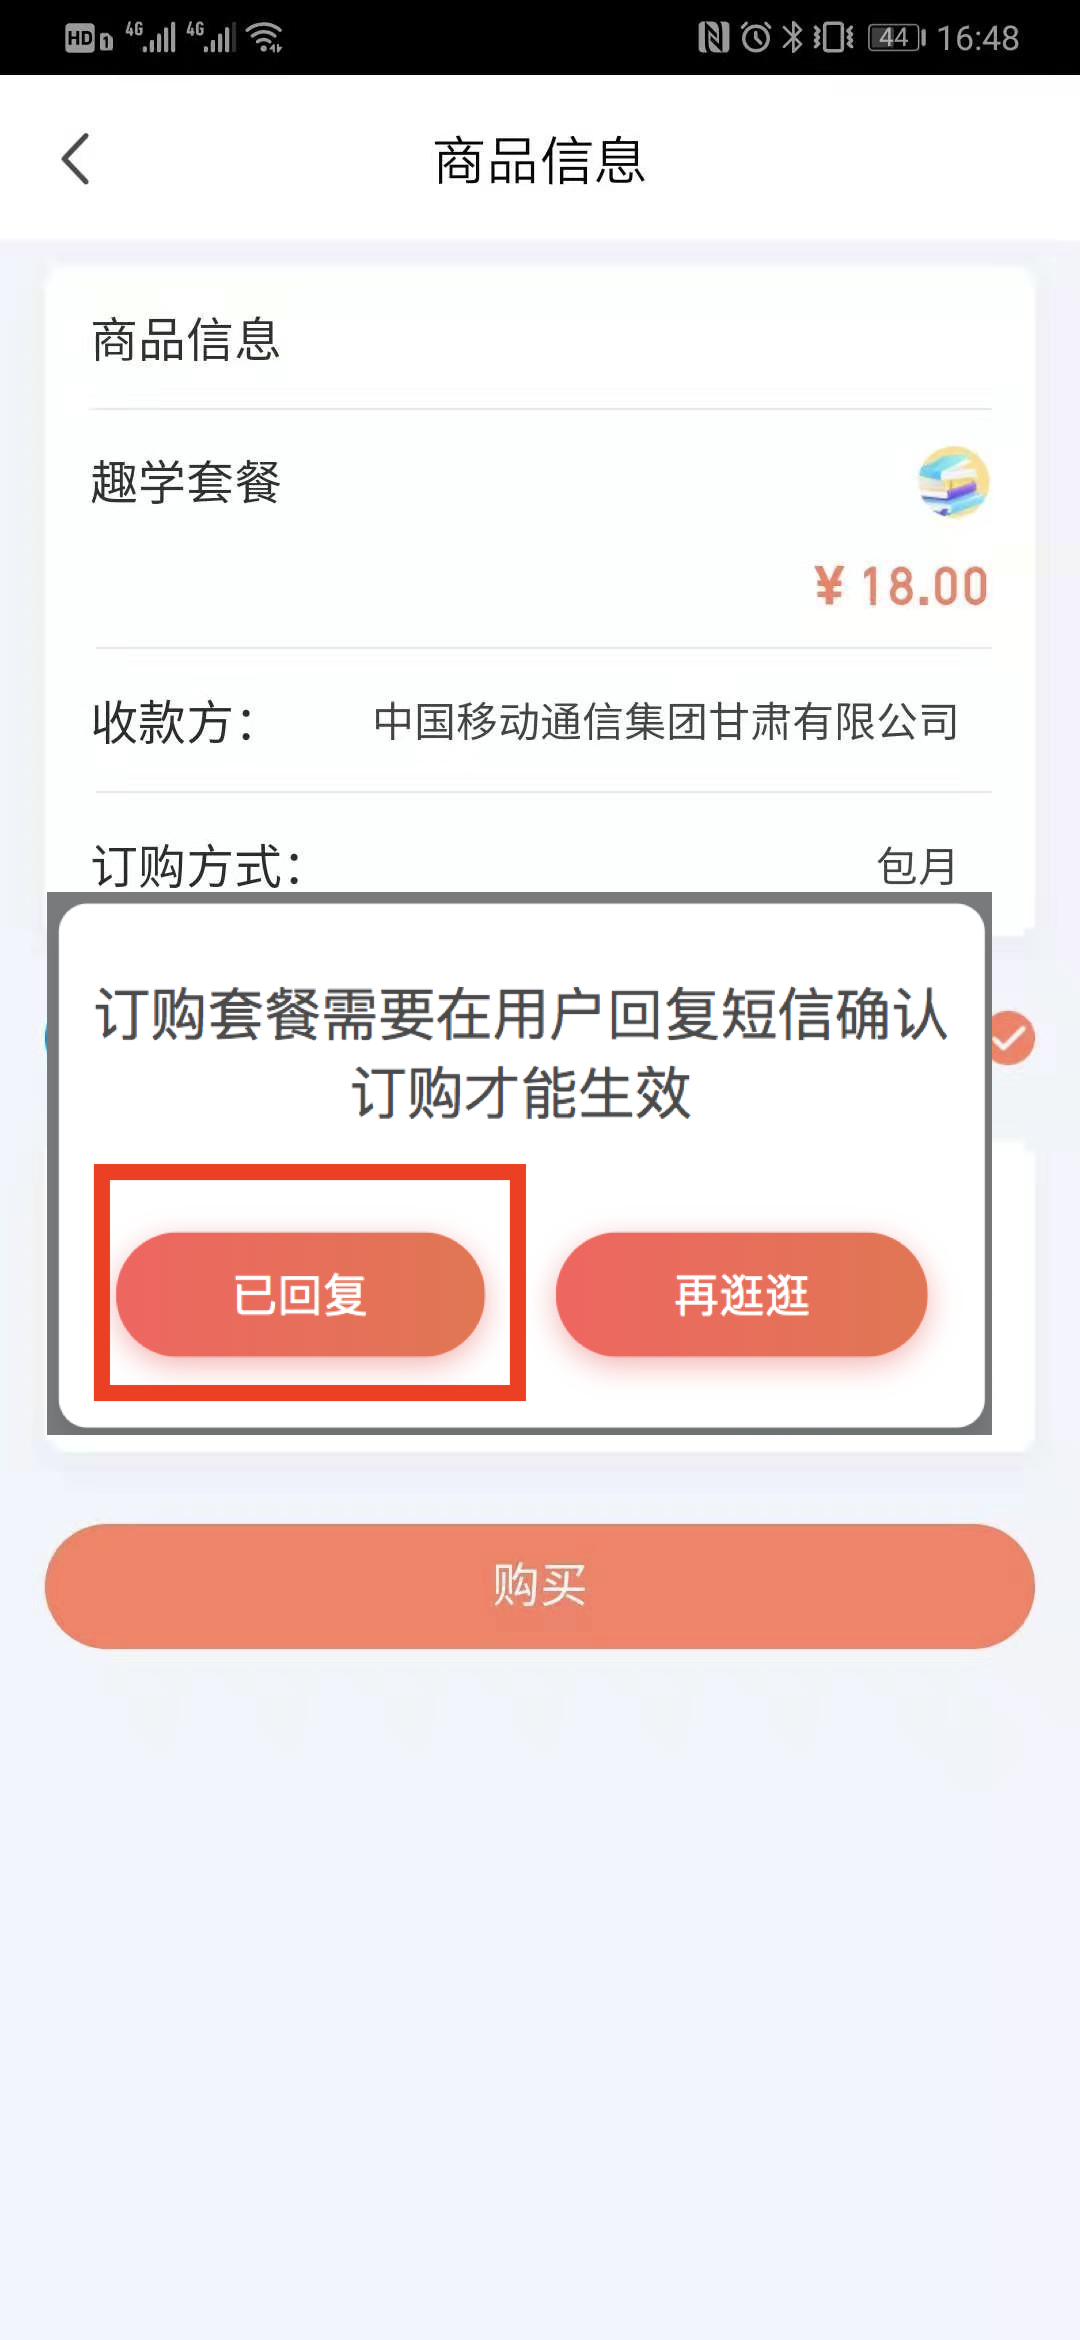 HD 1 4G 4G 44 16:48
商品信息
商品信息
趣学套餐
¥ 18.00
收款方： 中国移动通信集团甘肃有限公司
订购方式： 包月
订购套餐需要在用户回复短信确认
订购才能生效
已回复 再逛逛
购买